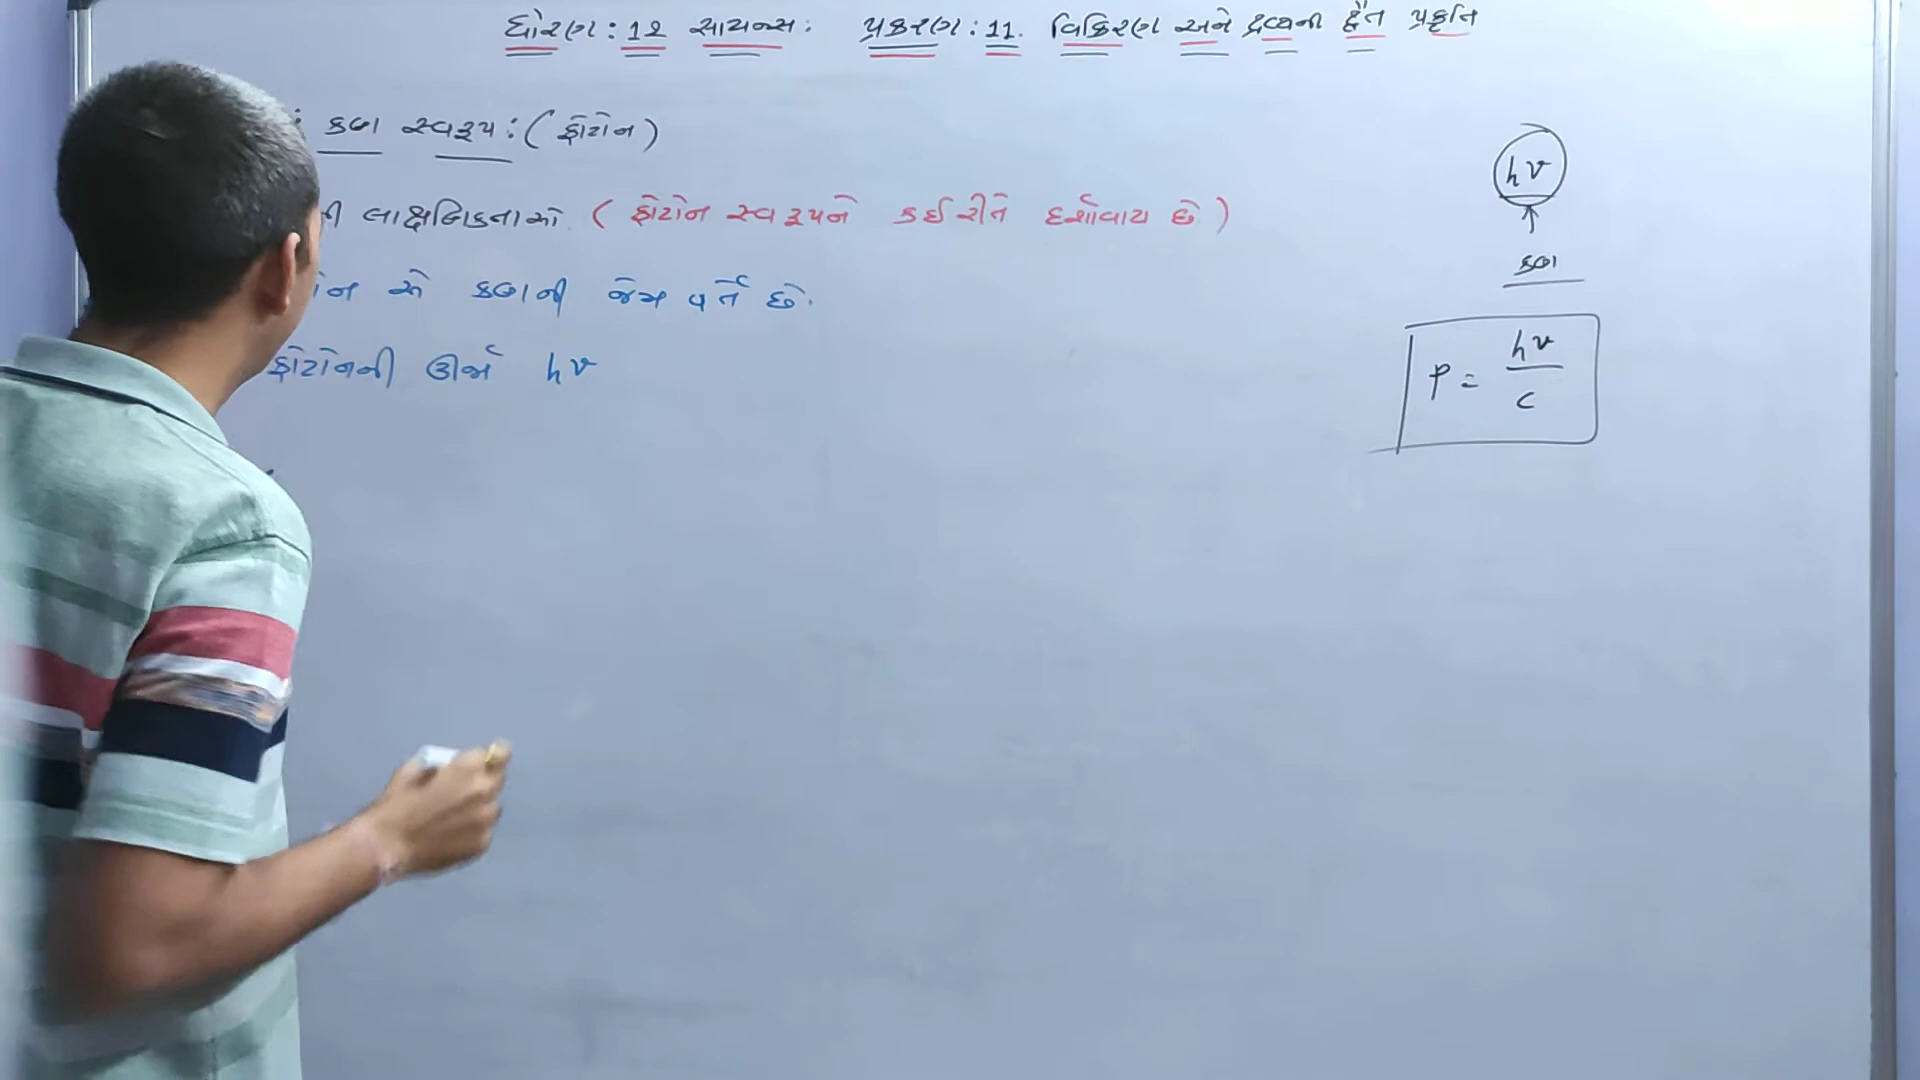 ધોરણ : 12 સાયન્સ. પ્રકરણ : 11. વિકિરણ અને દ્રવ્યની દ્વૈત પ્રકૃતિ
: કણ સ્વરૂપ : ( ફોટોન )
ની લાક્ષણિકતાઓ. ( ફોટોન સ્વરૂપને કઈ રીતે દર્શાવાય છે )
ોન એ કણની જેમ વર્તે છે.
ફોટોનની ઊર્જા hν
hν
કણ
P = hν / c